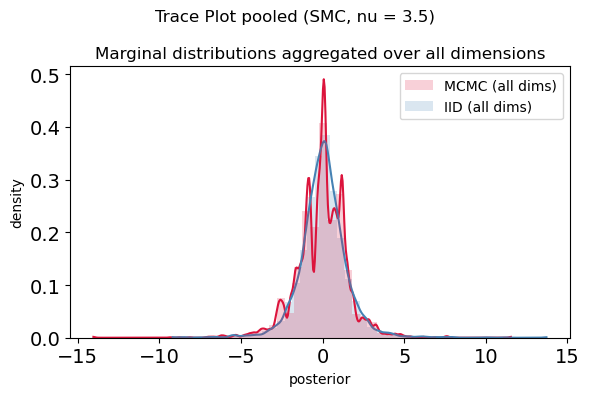 Trace Plot pooled (SMC, nu = 3.5)
Marginal distributions aggregated over all dimensions
MCMC (all dims)
IID (all dims)
density
0.5
0.4
0.3
0.2
0.1
0.0
−15
−10
−5
0
5
10
15
posterior